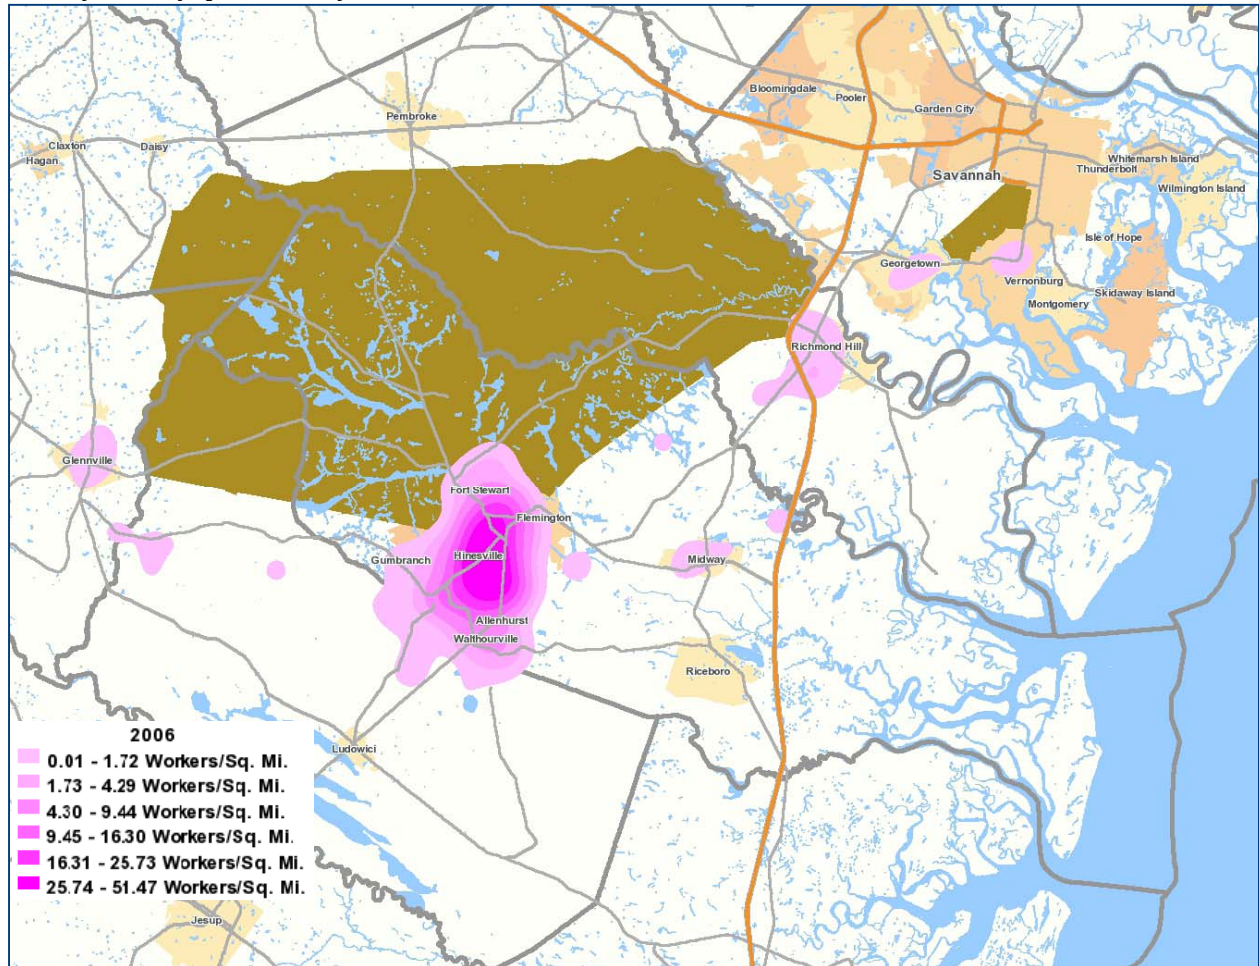 Bloomingdale
Pooler
Garden City
Pembroke
Claxton
Daisy
Hagan
Whitemarsh Island
Thunderbolt
Savannah
Wilmington Island
Isle of Hope
Georgetown
Vernonburg
Skidaway Island
Montgomery
Richmond Hill
Glennville
Fort Stewart
Flemington
Hinesville
Gumbranch
Midway
Allenhurst
Walthourville
Riceboro
Ludowici
2006
0.01 - 1.72 Workers/Sq. Mi.
1.73 - 4.29 Workers/Sq. Mi.
4.30 - 9.44 Workers/Sq. Mi.
9.45 - 16.30 Workers/Sq. Mi.
16.31 - 25.73 Workers/Sq. Mi.
25.74 - 51.47 Workers/Sq. Mi.
Jesup